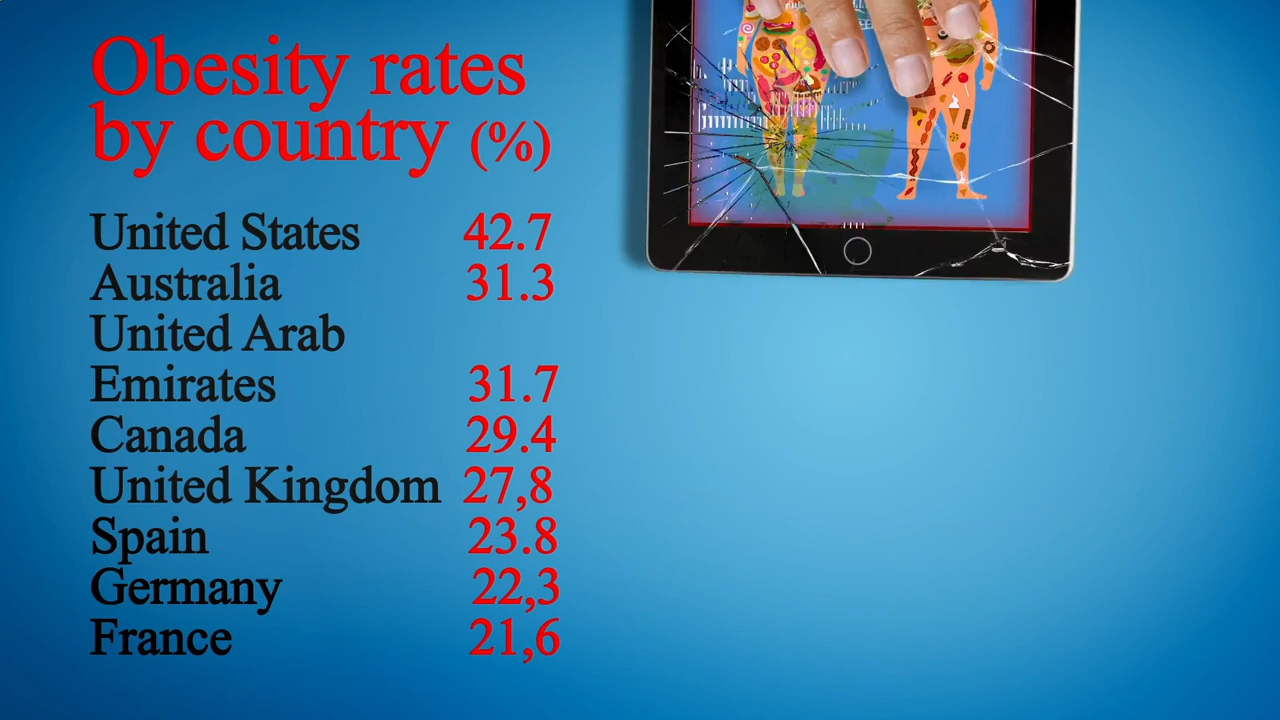 Obesity rates
by country (%)
United States 42.7
Australia 31.3
United Arab
Emirates 31.7
Canada 29.4
United Kingdom 27,8
Spain 23.8
Germany 22,3
France 21,6